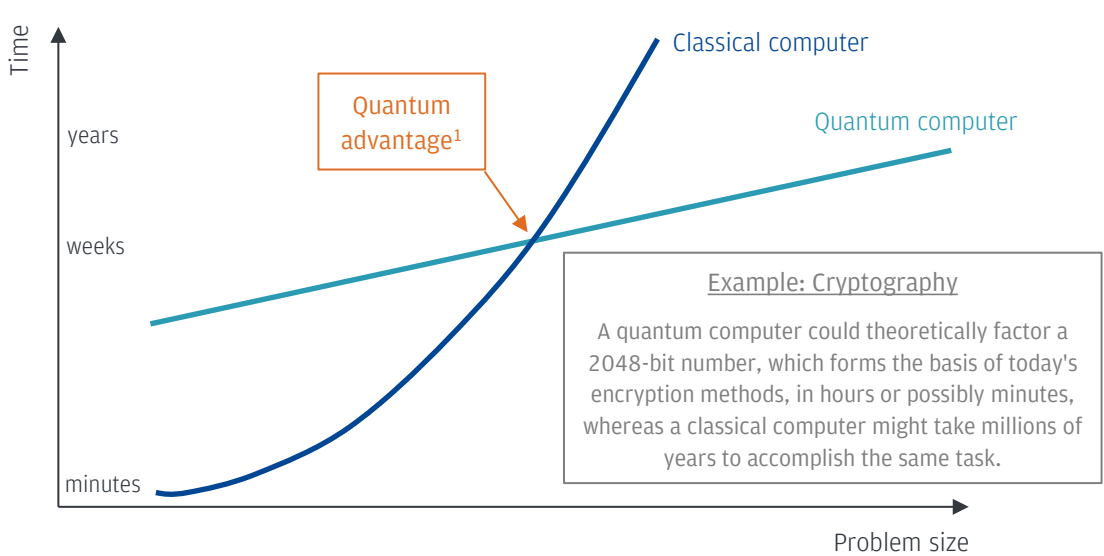 Time
Classical computer
Quantum
advantage¹
years
Quantum computer
weeks
Example: Cryptography
A quantum computer could theoretically factor a
2048-bit number, which forms the basis of today's
encryption methods, in hours or possibly minutes,
whereas a classical computer might take millions of
years to accomplish the same task.
minutes
Problem size